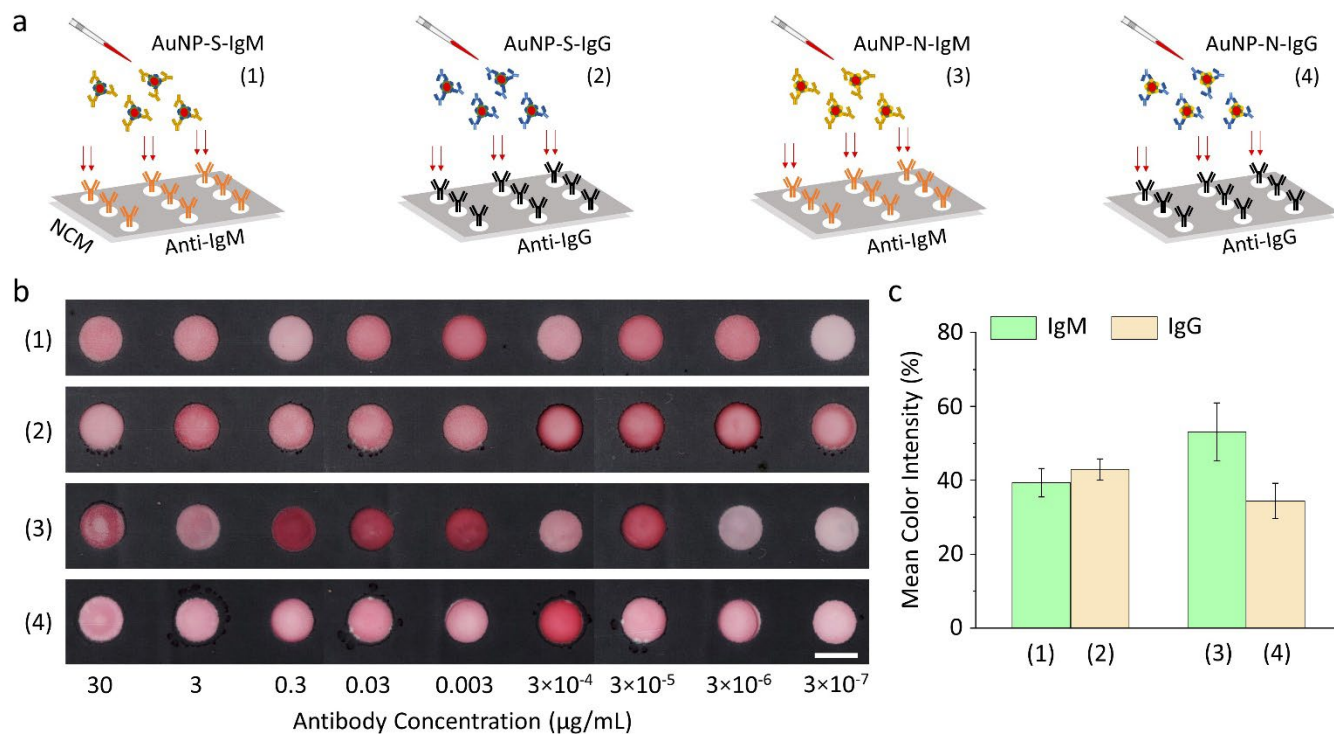 a
AuNP-S-IgM
(1)
AuNP-S-IgG
(2)
AuNP-N-IgM
(3)
AuNP-N-IgG
(4)
NCM
Anti-IgM
Anti-IgG
Anti-IgM
Anti-IgG
b
(1)
(2)
(3)
(4)
30 3 0.3 0.03 0.003 3×10⁻⁴ 3×10⁻⁵ 3×10⁻⁶ 3×10⁻⁷
Antibody Concentration (µg/mL)
c
Mean Color Intensity (%)
80
60
40
20
0
IgM IgG
(1) (2) (3) (4)